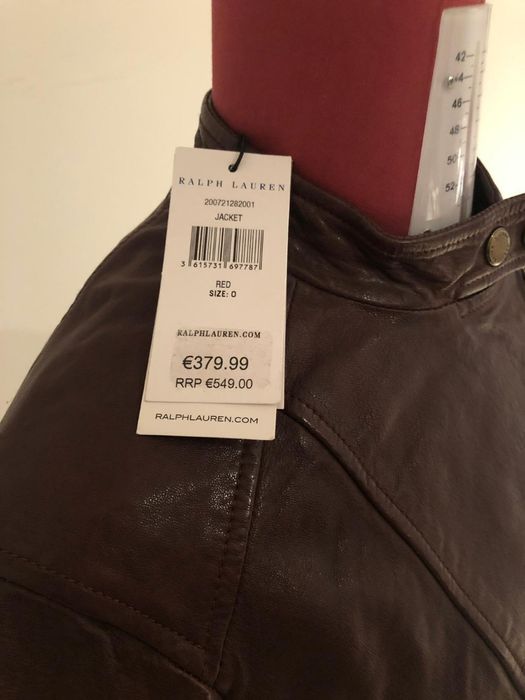 RALPH LAUREN
200721282001
JACKET
3 615731 697787
RED
SIZE: 0
RALPHLAUREN.COM
€379.99
RRP €549.00
RALPHLAUREN.COM
42
44
46
48
50
52